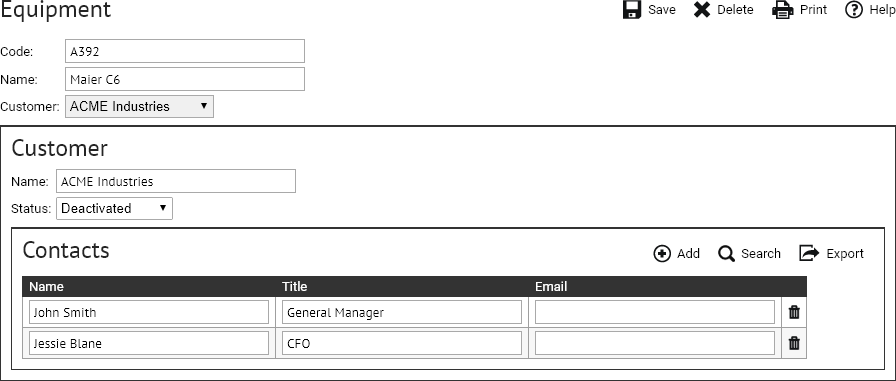 Equipment Save Delete Print Help
Code: A392
Name: Maier C6
Customer: ACME Industries
Customer
Name: ACME Industries
Status: Deactivated
Contacts Add Search Export
Name Title Email
John Smith General Manager
Jessie Blane CFO